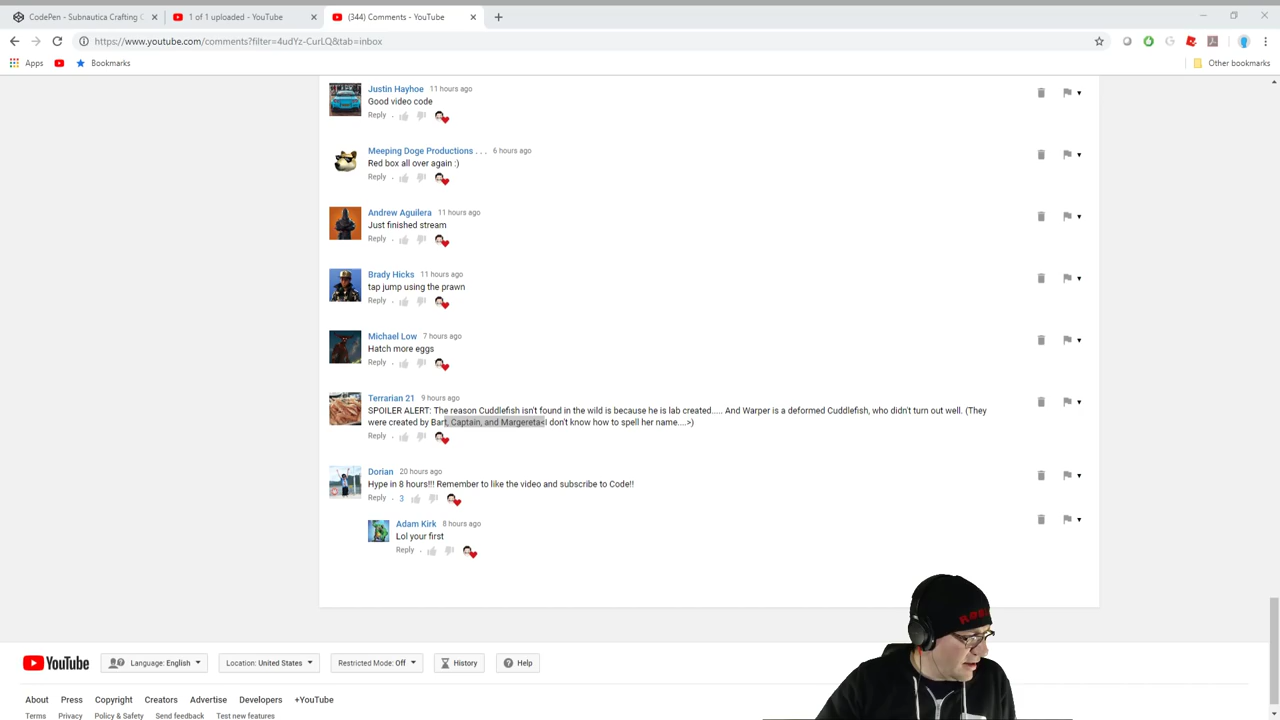 CodePen - Subnautica Crafting
1 of 1 uploaded - YouTube
(344) Comments - YouTube
https://www.youtube.com/comments?filter=4udYz-CurLQ&tab=inbox
Apps
Bookmarks
Other bookmarks
Justin Hayhoe 11 hours ago
Good video code
Reply
Meeping Doge Productions . . . 6 hours ago
Red box all over again :)
Reply
Andrew Aguilera 11 hours ago
Just finished stream
Reply
Brady Hicks 11 hours ago
tap jump using the prawn
Reply
Michael Low 7 hours ago
Hatch more eggs
Reply
Terrarian 21 9 hours ago
SPOILER ALERT: The reason Cuddlefish isn't found in the wild is because he is lab created..... And Warper is a deformed Cuddlefish, who didn't turn out well. (They
were created by Bart, Captain, and Margereta<I don't know how to spell her name....>)
Reply
Dorian 20 hours ago
Hype in 8 hours!!! Remember to like the video and subscribe to Code!!
Reply . 3
Adam Kirk 8 hours ago
Lol your first
Reply
YouTube
Language: English
Location: United States
Restricted Mode: Off
History
Help
About Press Copyright Creators Advertise Developers +YouTube
Terms Privacy Policy & Safety Send feedback Test new features